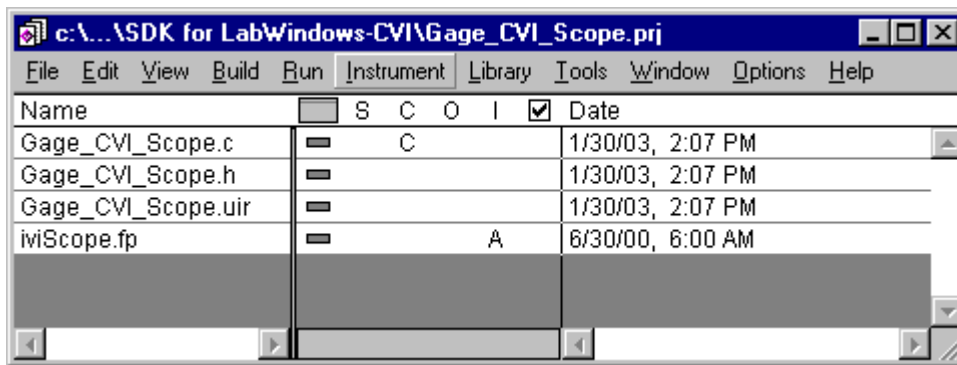 c:\...\SDK for LabWindows-CVI\Gage_CVI_Scope.prj
File Edit View Build Run Instrument Library Tools Window Options Help
Name S C O I Date
Gage_CVI_Scope.c C 1/30/03, 2:07 PM
Gage_CVI_Scope.h 1/30/03, 2:07 PM
Gage_CVI_Scope.uir 1/30/03, 2:07 PM
iviScope.fp A 6/30/00, 6:00 AM